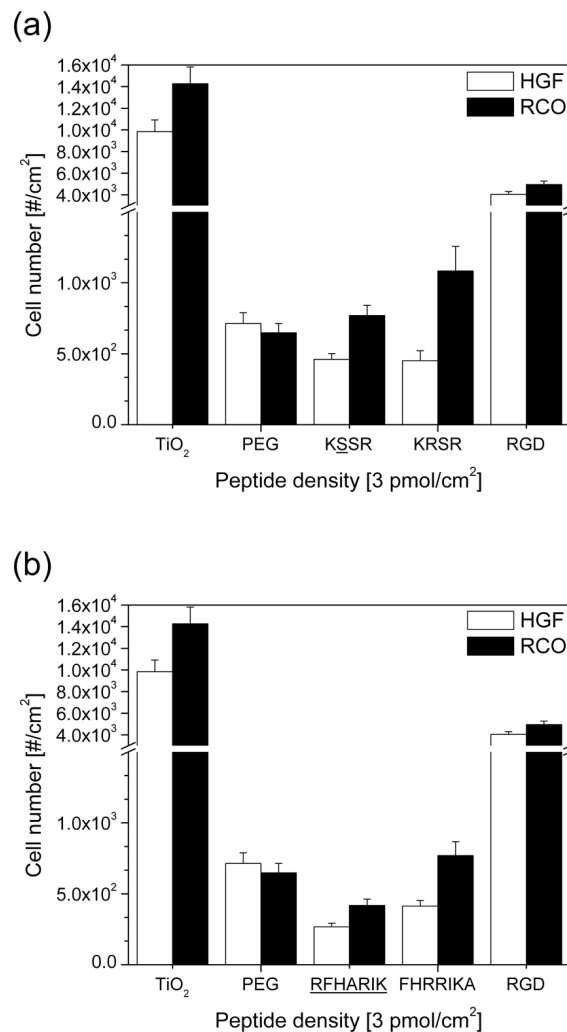 (a)
1.6x10⁴
1.4x10⁴
1.2x10⁴
1.0x10⁴
8.0x10³
6.0x10³
4.0x10³
1.0x10³
5.0x10²
0.0
Cell number [#/cm²]
HGF
RCO
TiO₂ PEG KSSR KRSR RGD
Peptide density [3 pmol/cm²]
(b)
1.6x10⁴
1.4x10⁴
1.2x10⁴
1.0x10⁴
8.0x10³
6.0x10³
4.0x10³
1.0x10³
5.0x10²
0.0
Cell number [#/cm²]
HGF
RCO
TiO₂ PEG RFHARIK FHRRIKA RGD
Peptide density [3 pmol/cm²]